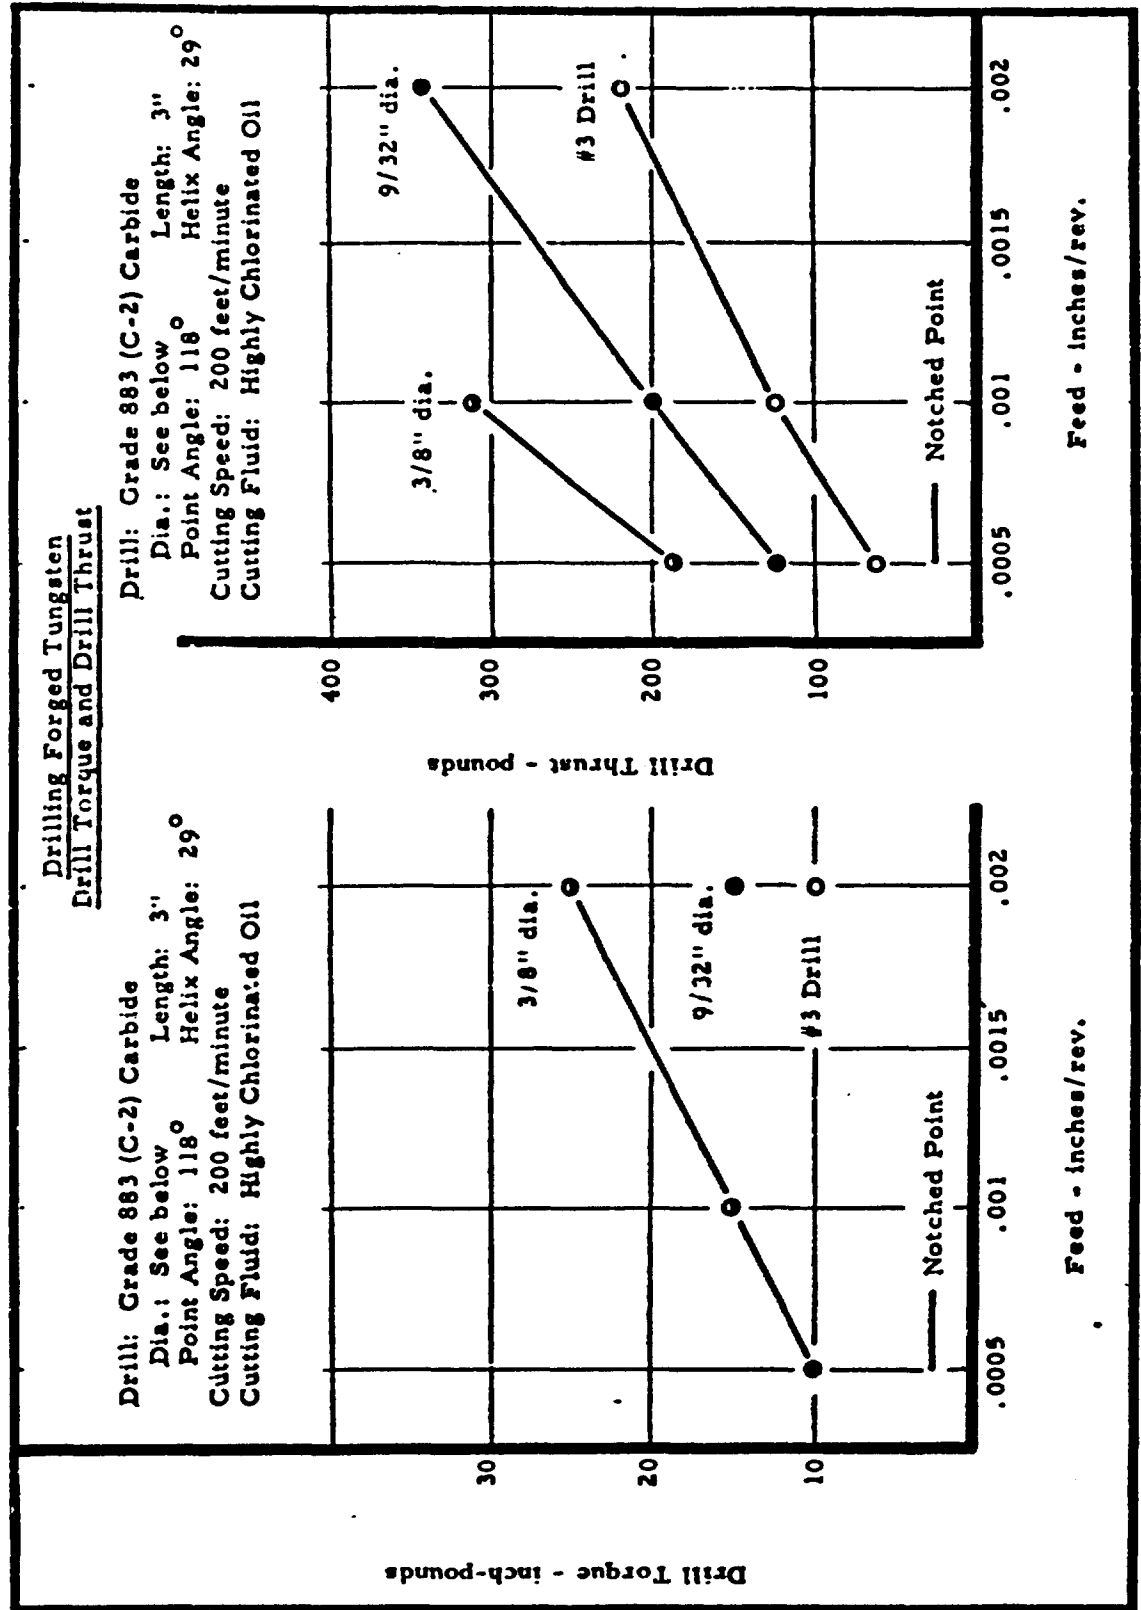 Drilling Forged Tungsten
Drill Torque and Drill Thrust
Drill: Grade 883 (C-2) Carbide
Dia.: See below Length: 3"
Point Angle: 118° Helix Angle: 29°
Cutting Speed: 200 feet/minute
Cutting Fluid: Highly Chlorinated Oil
Drill Torque - inch-pounds
30
20
10
3/8" dia.
9/32" dia.
#3 Drill
Notched Point
.0005 .001 .0015 .002
Feed - inches/rev.
Drill: Grade 883 (C-2) Carbide
Dia.: See below Length: 3"
Point Angle: 118° Helix Angle: 29°
Cutting Speed: 200 feet/minute
Cutting Fluid: Highly Chlorinated Oil
Drill Thrust - pounds
400
300
200
100
3/8" dia.
9/32" dia.
#3 Drill
Notched Point
.0005 .001 .0015 .002
Feed - inches/rev.